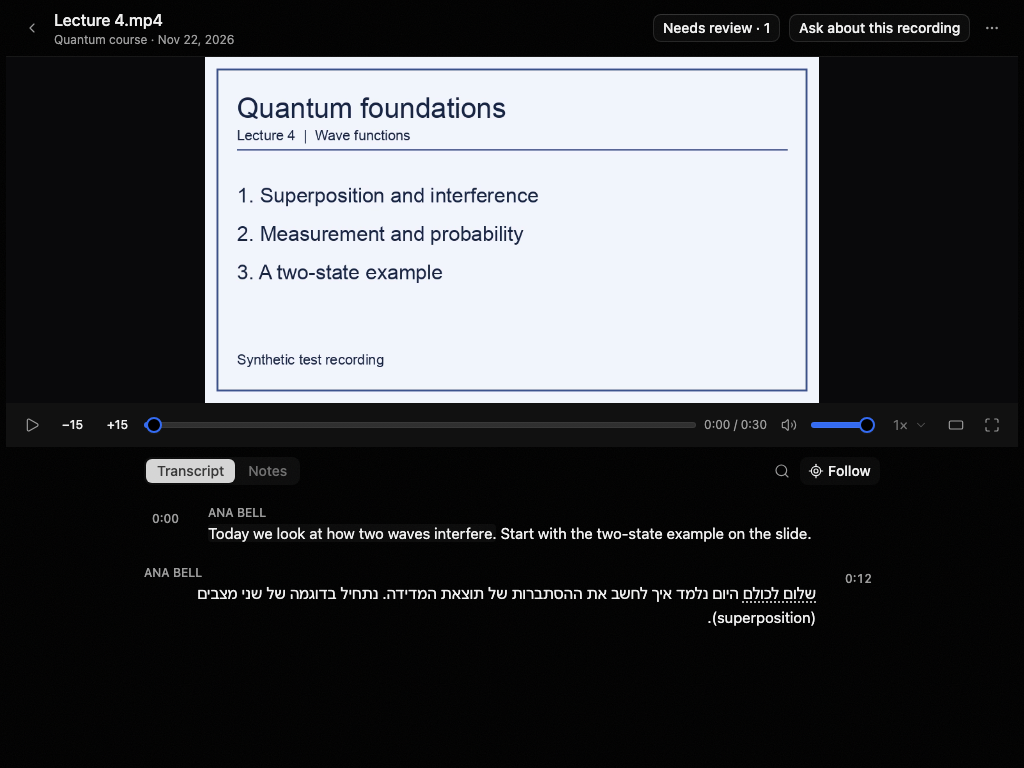 Lecture 4.mp4
Quantum course · Nov 22, 2026
Needs review · 1
Ask about this recording
Quantum foundations
Lecture 4 | Wave functions
1. Superposition and interference
2. Measurement and probability
3. A two-state example
Synthetic test recording
−15 +15 0:00 / 0:30 1×
Transcript Notes Follow
ANA BELL
0:00 Today we look at how two waves interfere. Start with the two-state example on the slide.
ANA BELL
0:12
שלום לכולם היום נלמד איך לחשב את ההסתברות של תוצאת המדידה. נתחיל בדוגמה של שני מצבים
(superposition).